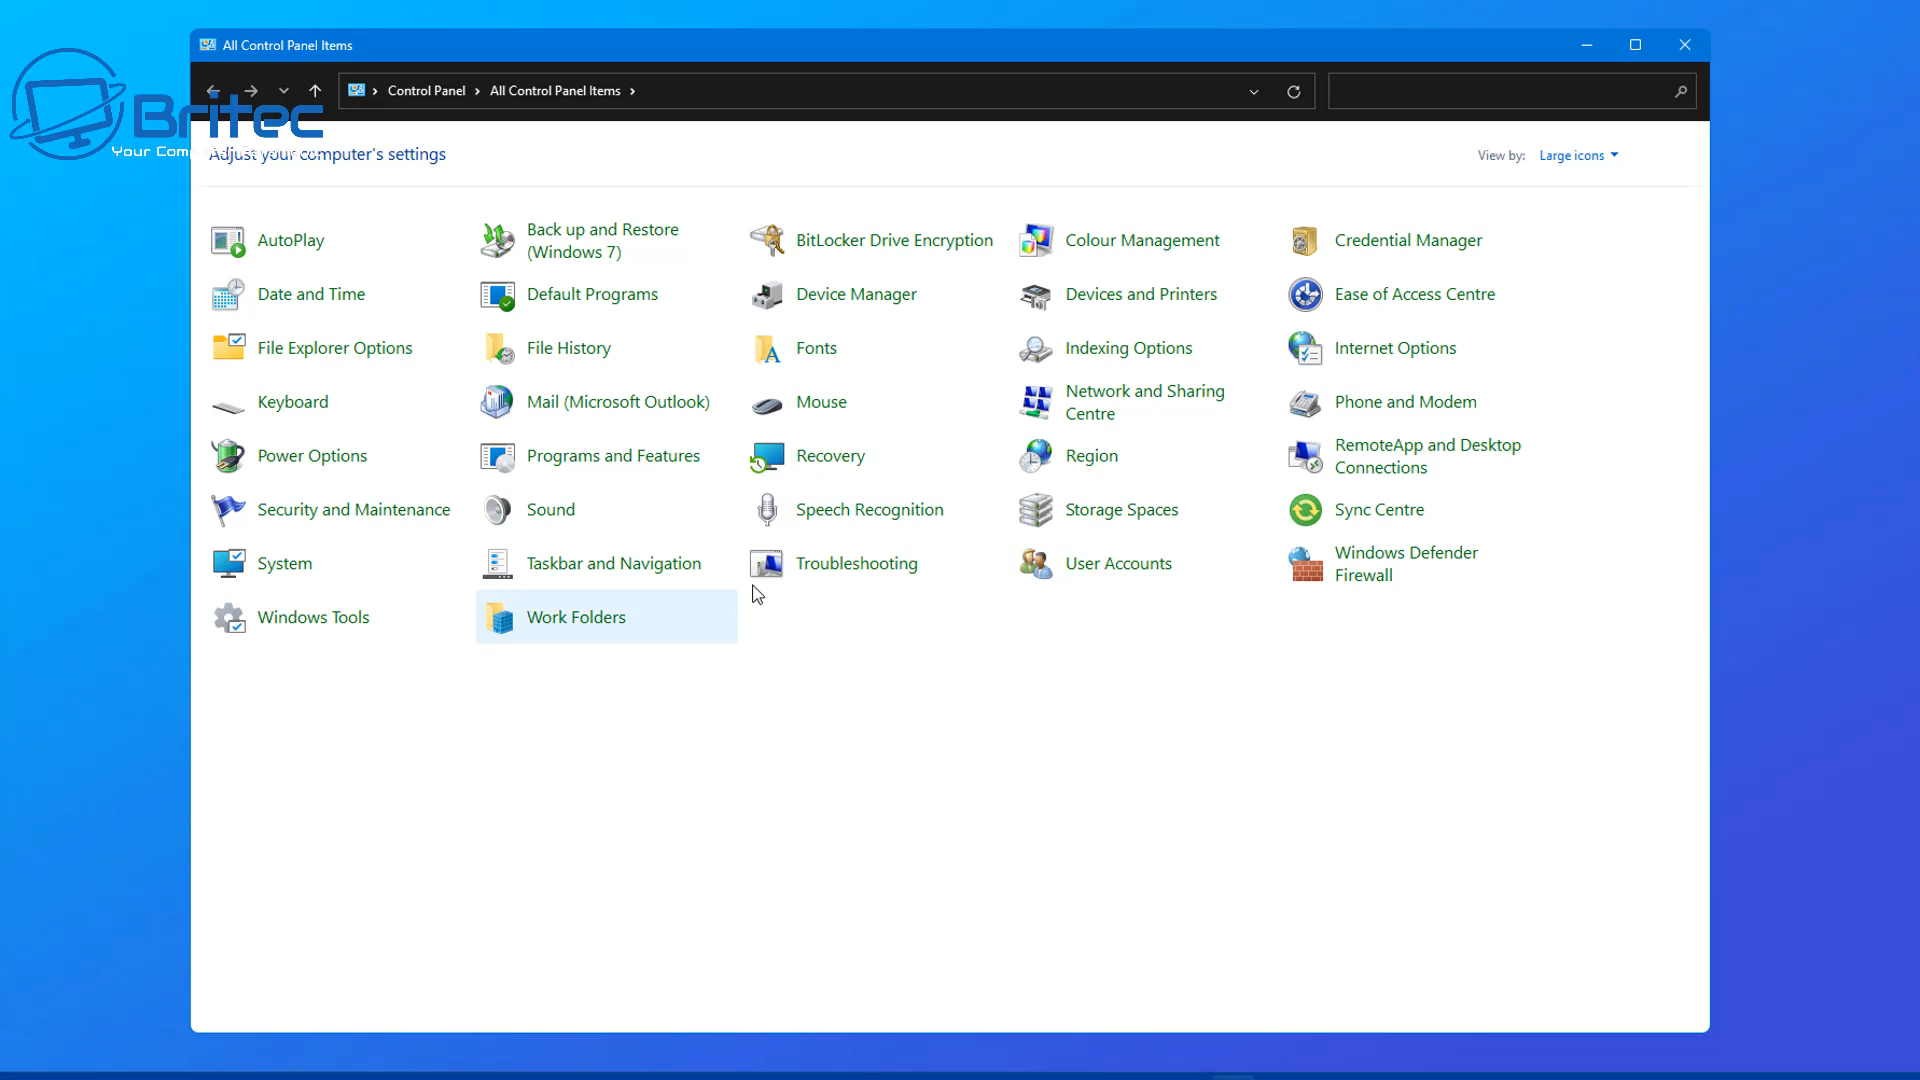 All Control Panel Items
Control Panel › All Control Panel Items ›
Britec
Your Comp
Adjust your computer's settings
View by: Large icons
AutoPlay
Back up and Restore
(Windows 7)
BitLocker Drive Encryption
Colour Management
Credential Manager
Date and Time
Default Programs
Device Manager
Devices and Printers
Ease of Access Centre
File Explorer Options
File History
Fonts
Indexing Options
Internet Options
Keyboard
Mail (Microsoft Outlook)
Mouse
Network and Sharing
Centre
Phone and Modem
Power Options
Programs and Features
Recovery
Region
RemoteApp and Desktop
Connections
Security and Maintenance
Sound
Speech Recognition
Storage Spaces
Sync Centre
System
Taskbar and Navigation
Troubleshooting
User Accounts
Windows Defender
Firewall
Windows Tools
Work Folders